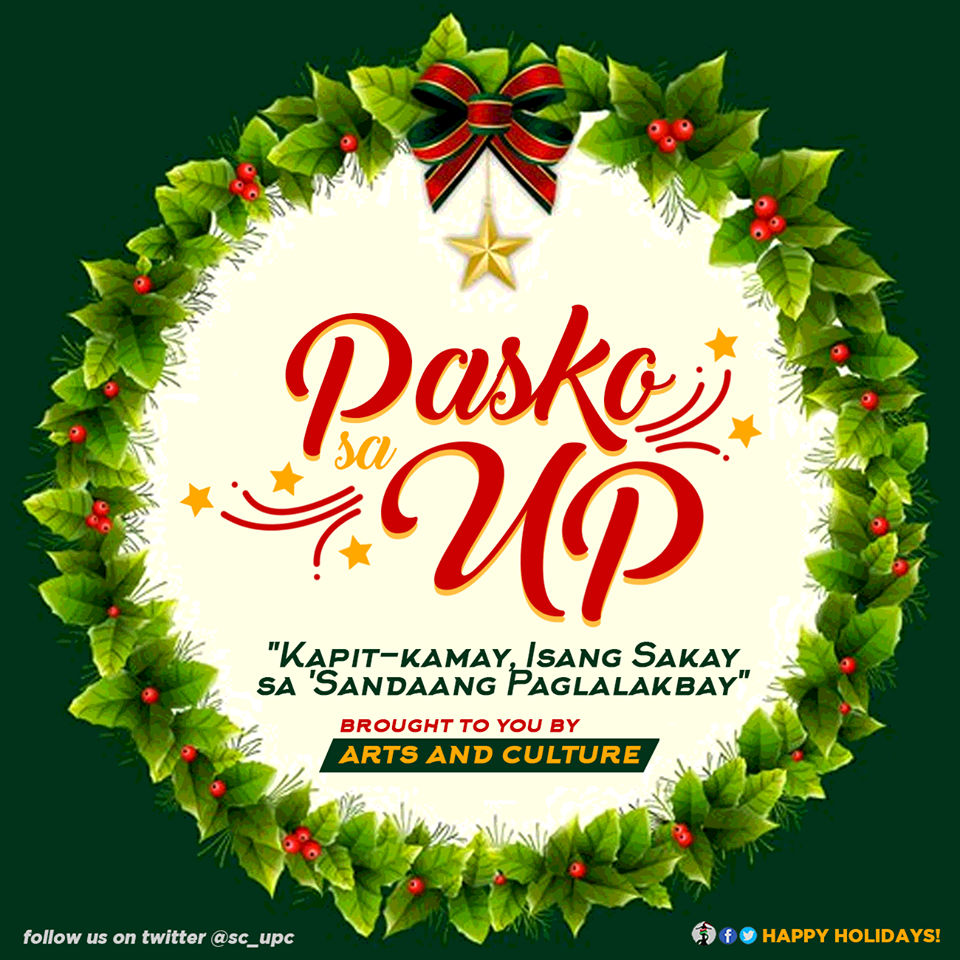 Pasko
sa
UP
"Kapit-kamay, Isang Sakay
sa 'Sandaang Paglalakbay"
BROUGHT TO YOU BY
ARTS AND CULTURE
follow us on twitter @sc_upc
HAPPY HOLIDAYS!